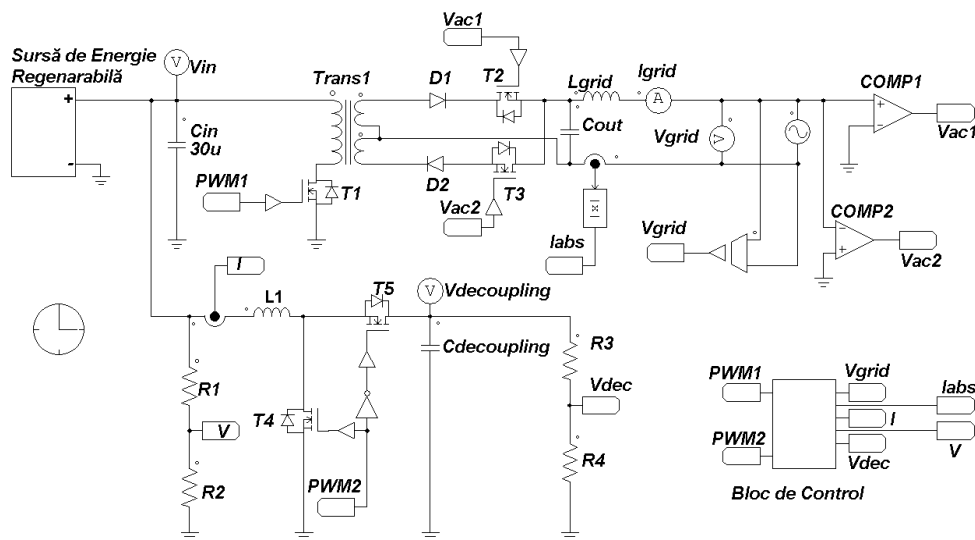 Vac1
Sursă de Energie
Regenarabilă
V
Vin
Trans1
D1
T2
Lgrid
Igrid
COMP1
+
-
Cin
30u
A
Cout
Vgrid
V
+
-
Vac1
PWM1
T1
D2
T3
Vac2
|x|
Iabs
Vgrid
COMP2
-
+
Vac2
I
L1
T5
V
Vdecoupling
R1
Cdecoupling
R3
V
T4
Vdec
R2
PWM2
R4
PWM1
Vgrid
Iabs
I
V
PWM2
Vdec
Bloc de Control